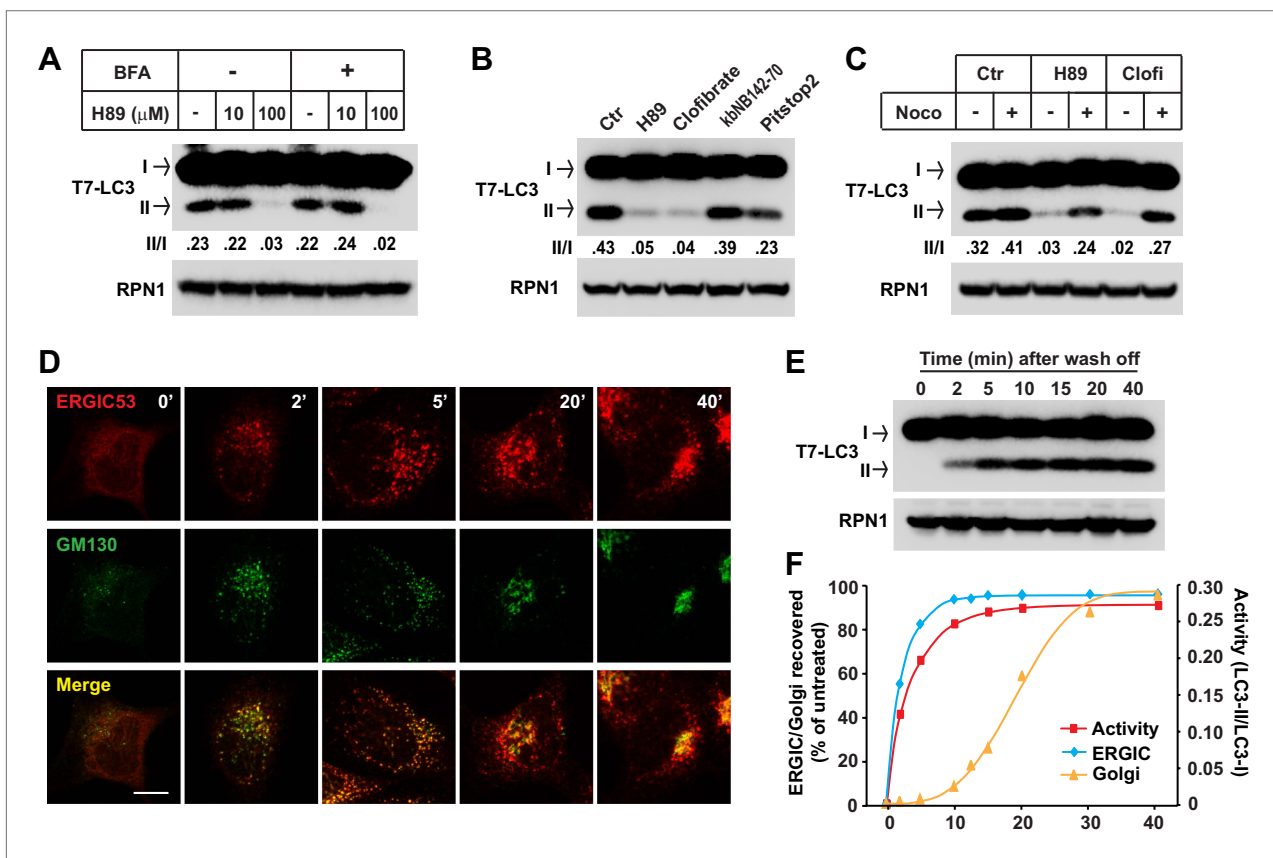 A
BFA - +
H89 (μM) - 10 100 - 10 100
I
T7-LC3
II
II/I .23 .22 .03 .22 .24 .02
RPN1
B
Ctr H89 Clofibrate kbNB142-70 Pitstop2
I
T7-LC3
II
II/I .43 .05 .04 .39 .23
RPN1
C
Ctr H89 Clofi
Noco - + - + - +
I
T7-LC3
II
II/I .32 .41 .03 .24 .02 .27
RPN1
D
ERGIC53 0’ 2’ 5’ 20’ 40’
GM130
Merge
E
Time (min) after wash off
0 2 5 10 15 20 40
I
T7-LC3
II
RPN1
F
ERGIC/Golgi recovered
(% of untreated)
100
80
60
40
20
0
0 10 20 30 40
0.30
0.25
0.20
0.15
0.10
0.05
0
Activity (LC3-II/LC3-I)
Activity
ERGIC
Golgi